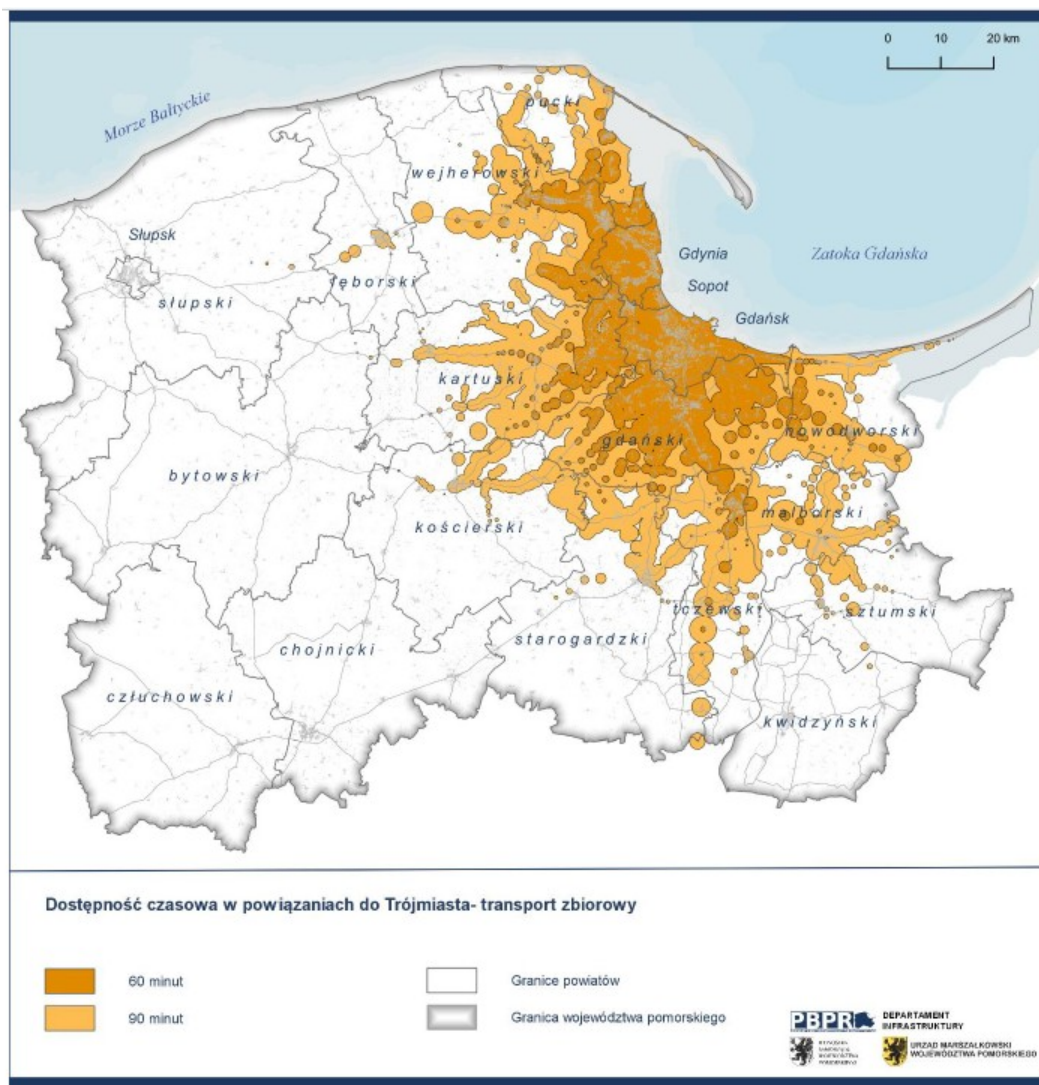 0 10 20 km
Morze Bałtyckie
pucki
wejherowski
Słupsk
Gdynia
Zatoka Gdańska
Sopot
lęborski
słupski
Gdańsk
kartuski
nowodworski
gdański
bytowski
malborski
kościerski
tczewski
sztumski
starogardzki
chojnicki
człuchowski
kwidzyński
Dostępność czasowa w powiązaniach do Trójmiasta- transport zbiorowy
60 minut
Granice powiatów
90 minut
Granica województwa pomorskiego
PBPR
DEPARTAMENT
INFRASTRUKTURY
URZĄD MARSZAŁKOWSKI
WOJEWÓDZTWA POMORSKIEGO